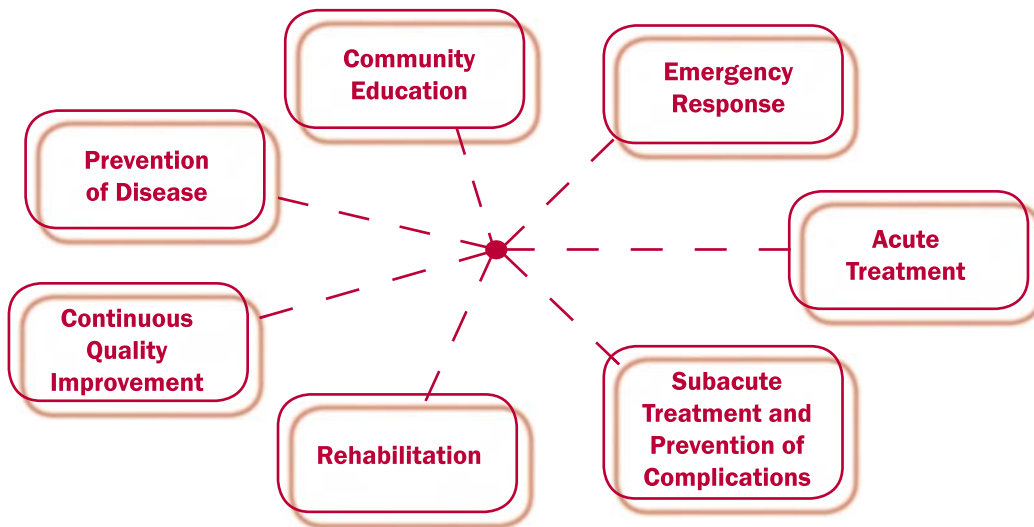 Community
Education
Emergency
Response
Prevention
of Disease
Acute
Treatment
Continuous
Quality
Improvement
Subacute
Treatment and
Prevention of
Complications
Rehabilitation